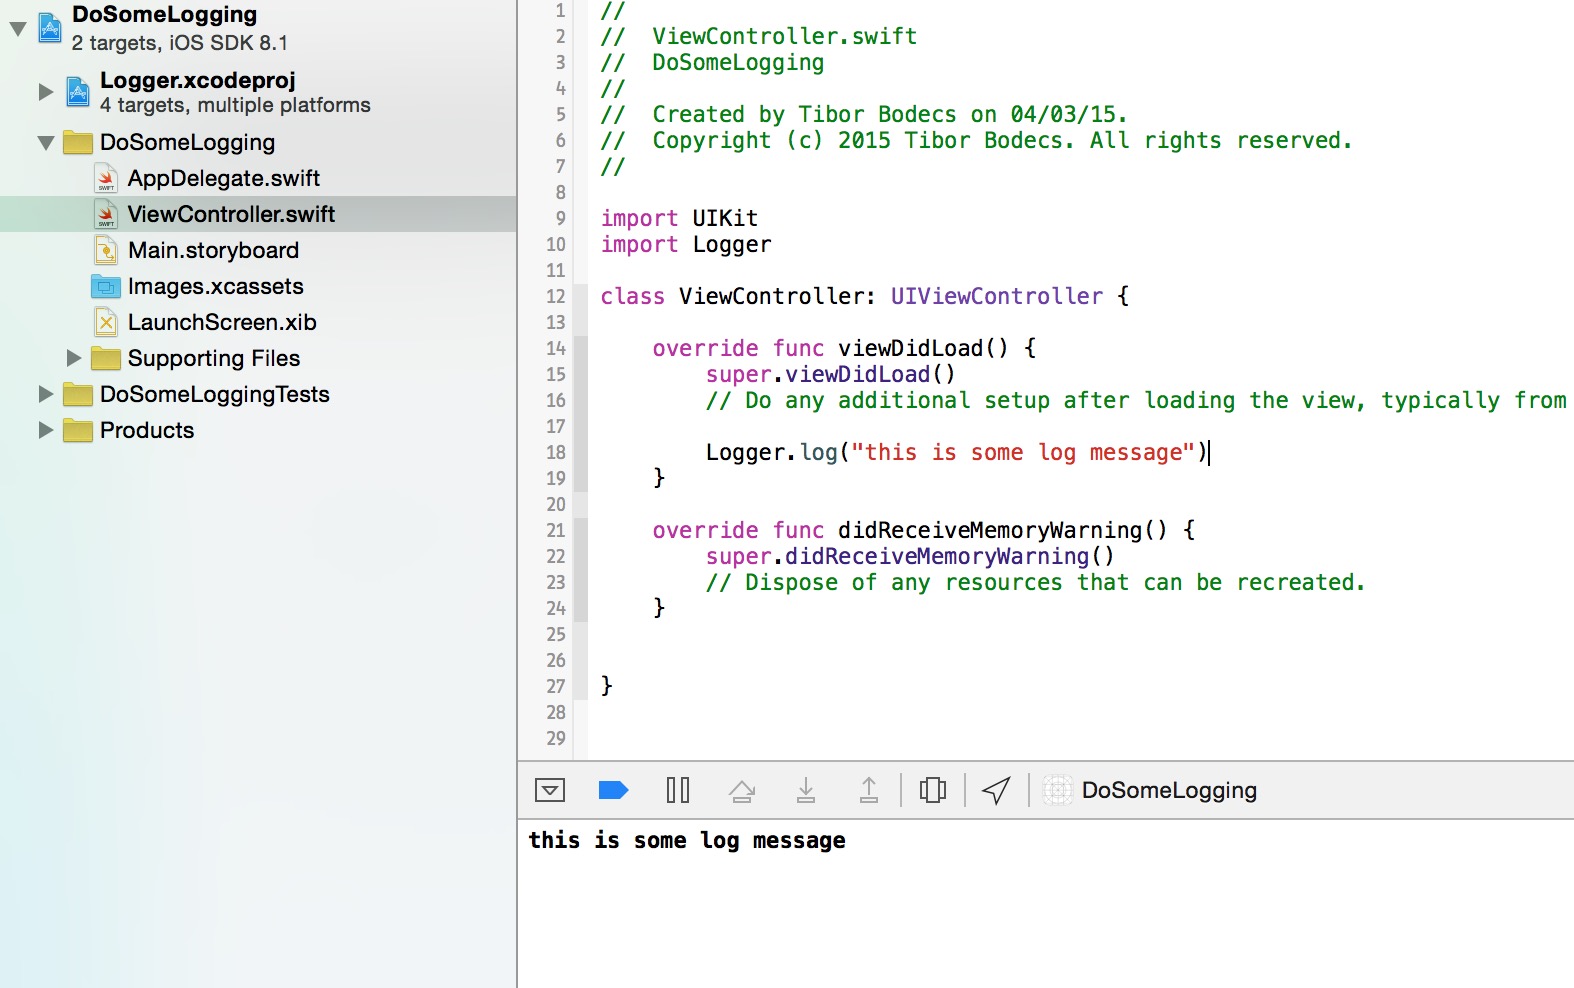 DoSomeLogging
2 targets, iOS SDK 8.1
Logger.xcodeproj
4 targets, multiple platforms
DoSomeLogging
AppDelegate.swift
ViewController.swift
Main.storyboard
Images.xcassets
LaunchScreen.xib
Supporting Files
DoSomeLoggingTests
Products
1 //
2 //  ViewController.swift
3 //  DoSomeLogging
4 //
5 //  Created by Tibor Bodecs on 04/03/15.
6 //  Copyright (c) 2015 Tibor Bodecs. All rights reserved.
7 //
8
9 import UIKit
10 import Logger
11
12 class ViewController: UIViewController {
13
14     override func viewDidLoad() {
15         super.viewDidLoad()
16         // Do any additional setup after loading the view, typically from
17
18         Logger.log("this is some log message")
19     }
20
21     override func didReceiveMemoryWarning() {
22         super.didReceiveMemoryWarning()
23         // Dispose of any resources that can be recreated.
24     }
25
26
27 }
28
29
DoSomeLogging
this is some log message